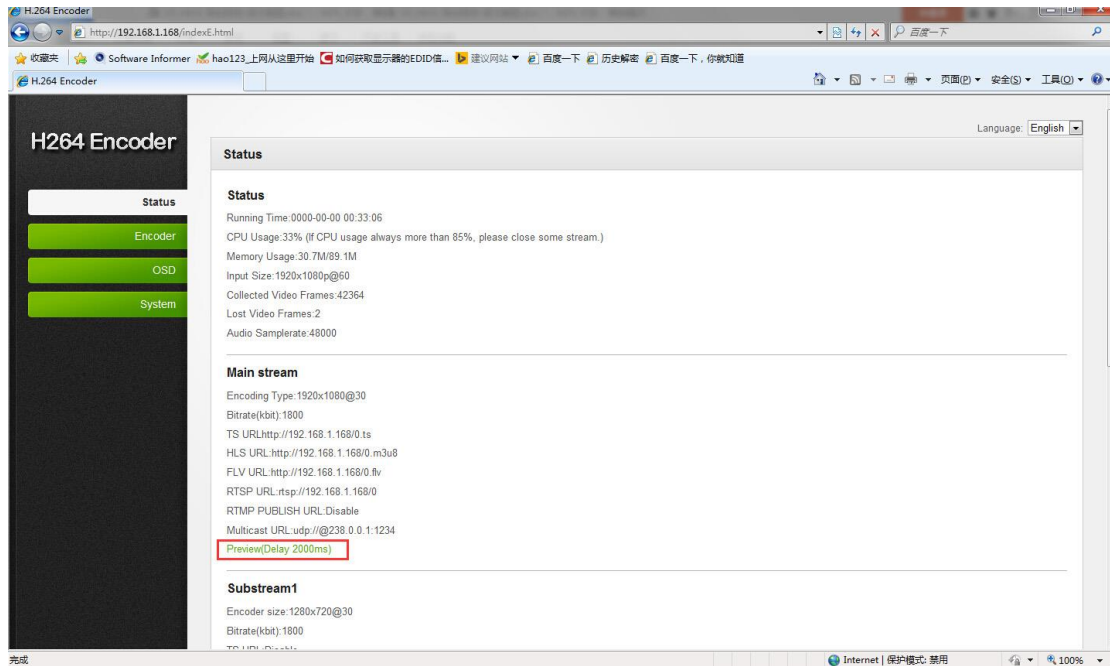 H.264 Encoder
http://192.168.1.168/indexE.html
百度一下
收藏夹 Software Informer hao123_上网从这里开始 如何获取显示器的EDID信... 建议网站 百度一下 历史解密 百度一下，你就知道
H.264 Encoder
页面(P) 安全(S) 工具(O)
H264 Encoder
Language: English
Status
Encoder
OSD
System
Status
Status
Running Time:0000-00-00 00:33:06
CPU Usage:33% (If CPU usage always more than 85%, please close some stream.)
Memory Usage:30.7M/89.1M
Input Size:1920x1080p@60
Collected Video Frames:42364
Lost Video Frames:2
Audio Samplerate:48000
Main stream
Encoding Type:1920x1080@30
Bitrate(kbit):1800
TS URLhttp://192.168.1.168/0.ts
HLS URL:http://192.168.1.168/0.m3u8
FLV URL:http://192.168.1.168/0.flv
RTSP URL:rtsp://192.168.1.168/0
RTMP PUBLISH URL:Disable
Multicast URL:udp://@238.0.0.1:1234
Preview(Delay 2000ms)
Substream1
Encoder size:1280x720@30
Bitrate(kbit):1800
TS URL:Disable
完成
Internet | 保护模式: 禁用
100%